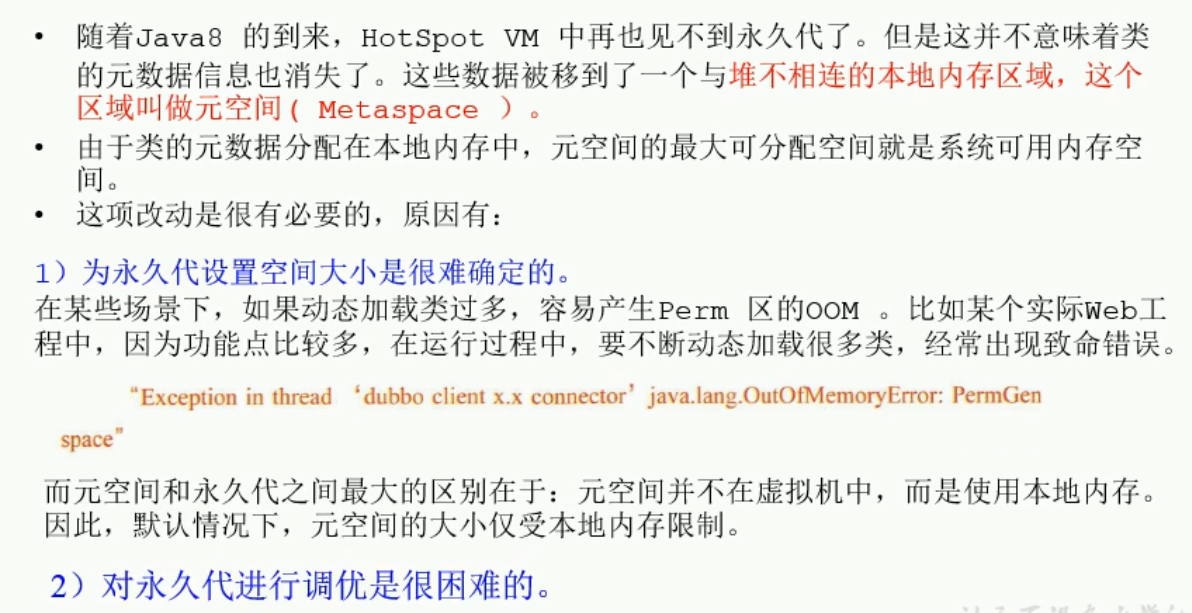 • 随着Java8 的到来，HotSpot VM 中再也见不到永久代了。但是这并不意味着类
的元数据信息也消失了。这些数据被移到了一个与堆不相连的本地内存区域，这个
区域叫做元空间( Metaspace ）。
• 由于类的元数据分配在本地内存中，元空间的最大可分配空间就是系统可用内存空
间。
• 这项改动是很有必要的，原因有：
1）为永久代设置空间大小是很难确定的。
在某些场景下，如果动态加载类过多，容易产生Perm 区的OOM 。比如某个实际Web工
程中，因为功能点比较多，在运行过程中，要不断动态加载很多类，经常出现致命错误。
“Exception in thread ‘dubbo client x.x connector’ java.lang.OutOfMemoryError: PermGen
space”
而元空间和永久代之间最大的区别在于：元空间并不在虚拟机中，而是使用本地内存。
因此，默认情况下，元空间的大小仅受本地内存限制。
2）对永久代进行调优是很困难的。